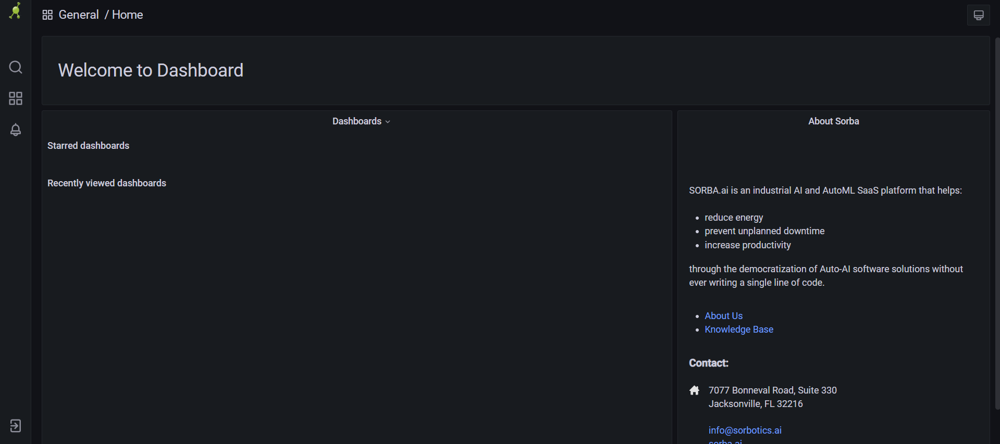 General / Home
Welcome to Dashboard
Dashboards
Starred dashboards
Recently viewed dashboards
About Sorba
SORBA.ai is an industrial AI and AutoML SaaS platform that helps:
reduce energy
prevent unplanned downtime
increase productivity
through the democratization of Auto-AI software solutions without
ever writing a single line of code.
About Us
Knowledge Base
Contact:
7077 Bonneval Road, Suite 330
Jacksonville, FL 32216
info@sorbotics.ai
sorba.ai